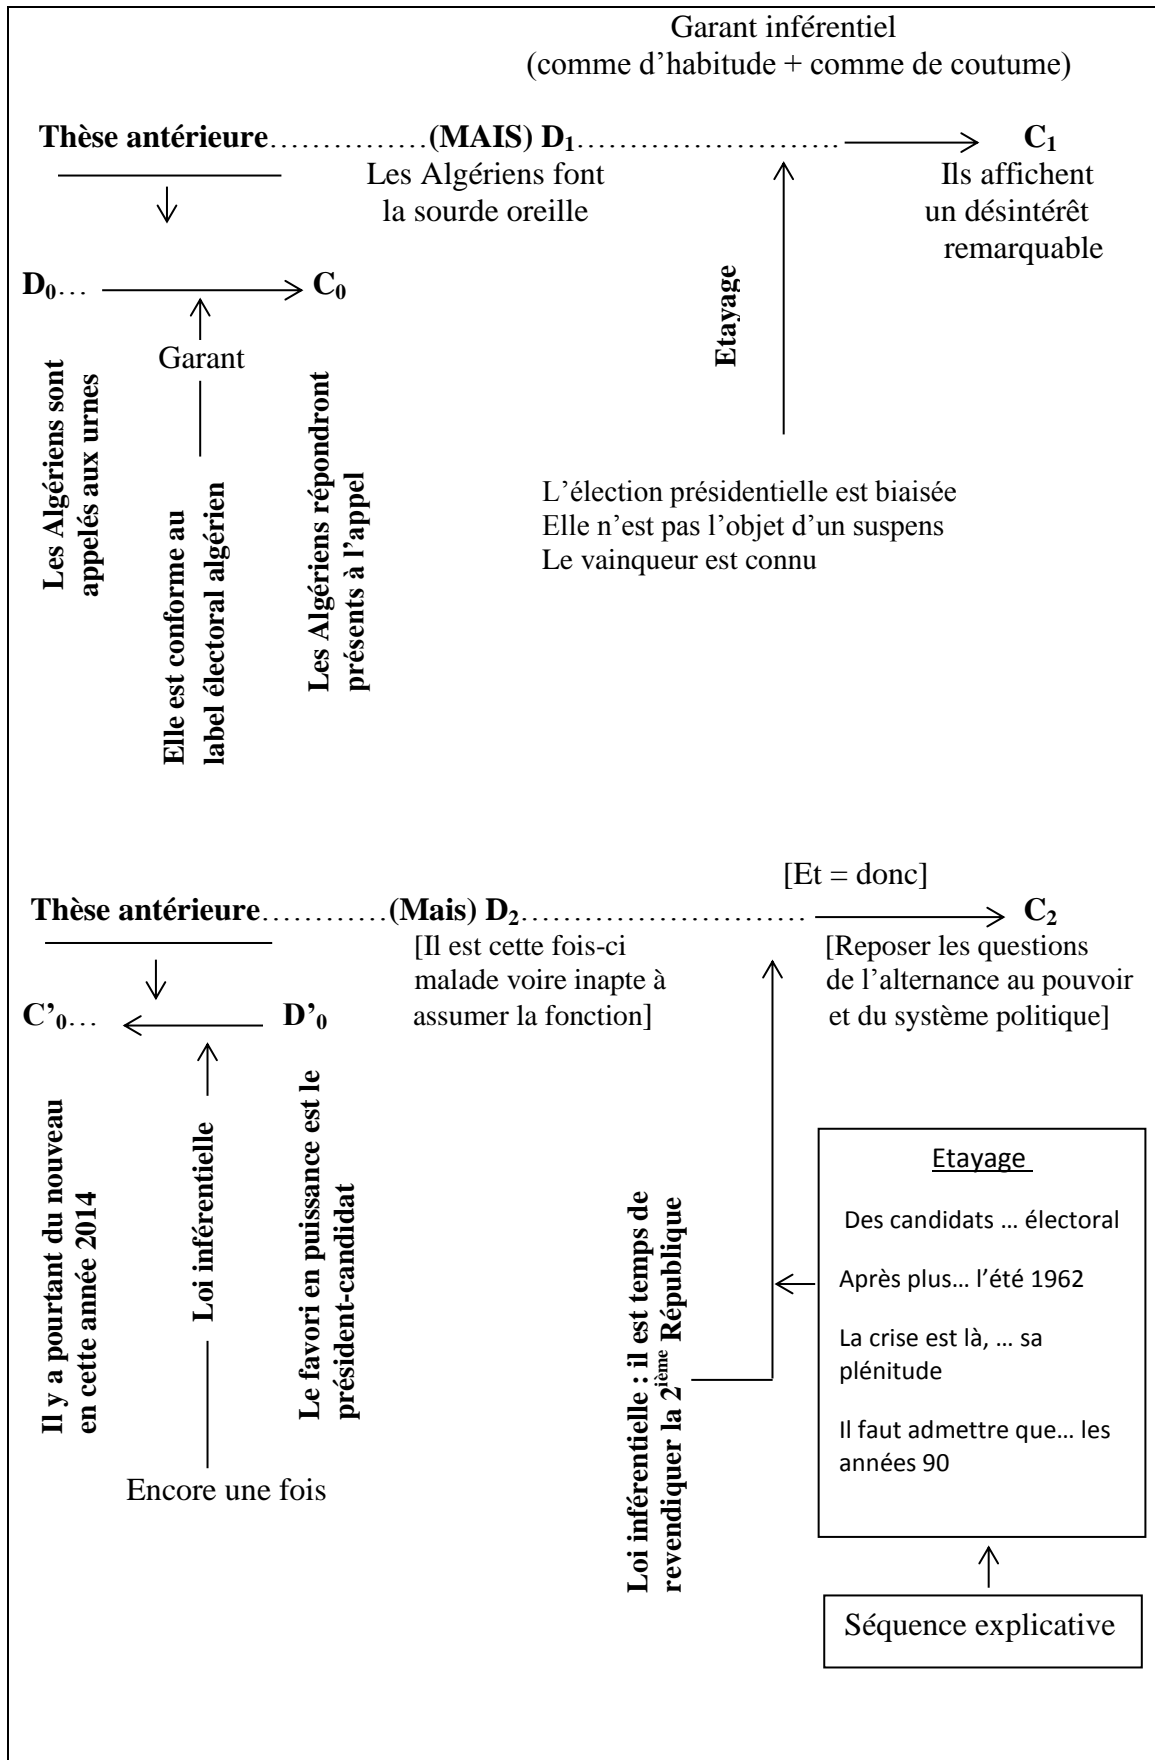 Garant inférentiel
(comme d’habitude + comme de coutume)
Thèse antérieure……………(MAIS) D₁……………………. C₁
Les Algériens font
la sourde oreille
Ils affichent
un désintérêt
remarquable
D₀… C₀
Garant
Etayage
Les Algériens sont
appelés aux urnes
Elle est conforme au
label électoral algérien
Les Algériens répondront
présents à l’appel
L’élection présidentielle est biaisée
Elle n’est pas l’objet d’un suspens
Le vainqueur est connu
[Et = donc]
Thèse antérieure…………(Mais) D₂……………………… C₂
[Il est cette fois-ci
malade voire inapte à
assumer la fonction]
[Reposer les questions
de l’alternance au pouvoir
et du système politique]
C’₀… D’₀
Il y a pourtant du nouveau
en cette année 2014
Loi inférentielle
Le favori en puissance est le
président-candidat
Encore une fois
Loi inférentielle : il est temps de
revendiquer la 2ième République
Etayage
Des candidats … électoral
Après plus… l’été 1962
La crise est là, … sa
plénitude
Il faut admettre que… les
années 90
Séquence explicative